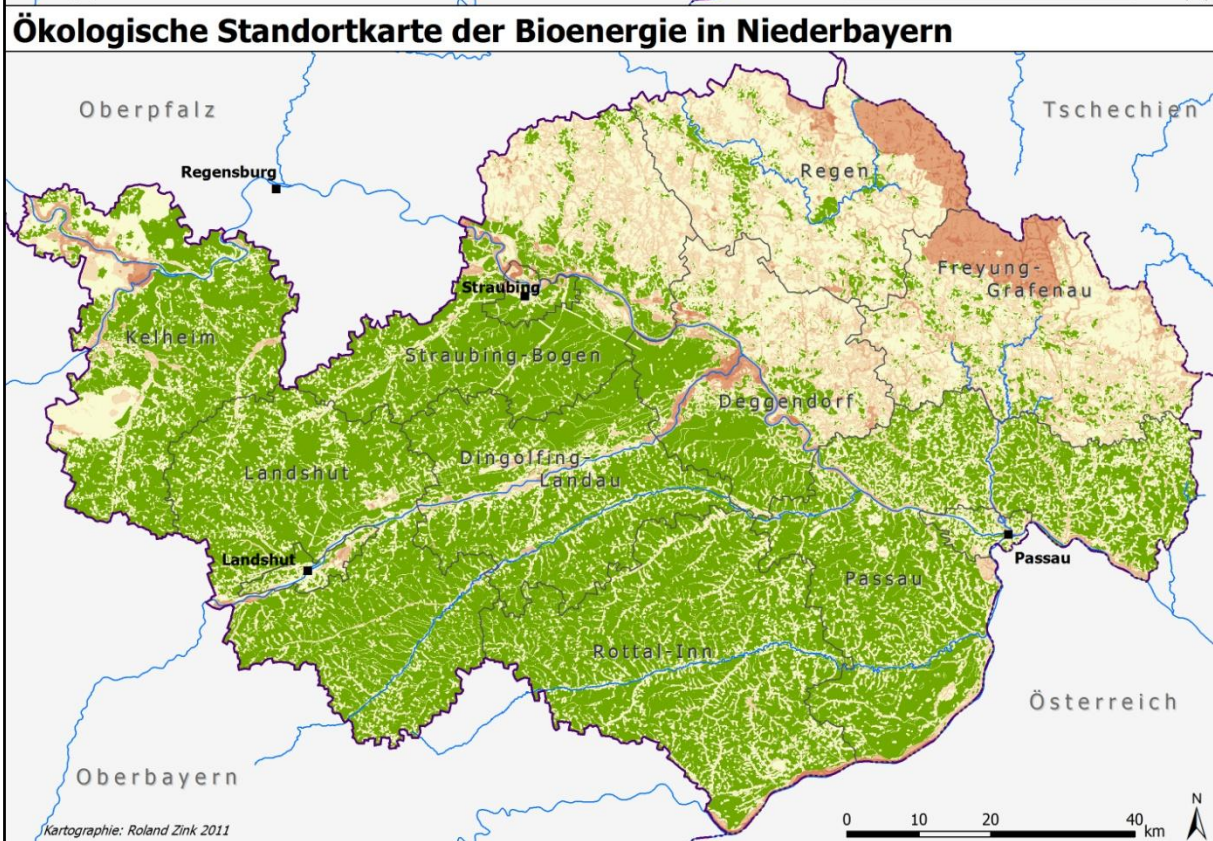 Ökologische Standortkarte der Bioenergie in Niederbayern
Oberpfalz
Tschechien
Regensburg
Regen
Freyung-
Grafenau
Straubing
Kelheim
Straubing-Bogen
Deggendorf
Landshut
Dingolfing-
Landau
Landshut
Passau
Passau
Rottal-Inn
Österreich
Oberbayern
Kartographie: Roland Zink 2011
0 10 20 40 km
N